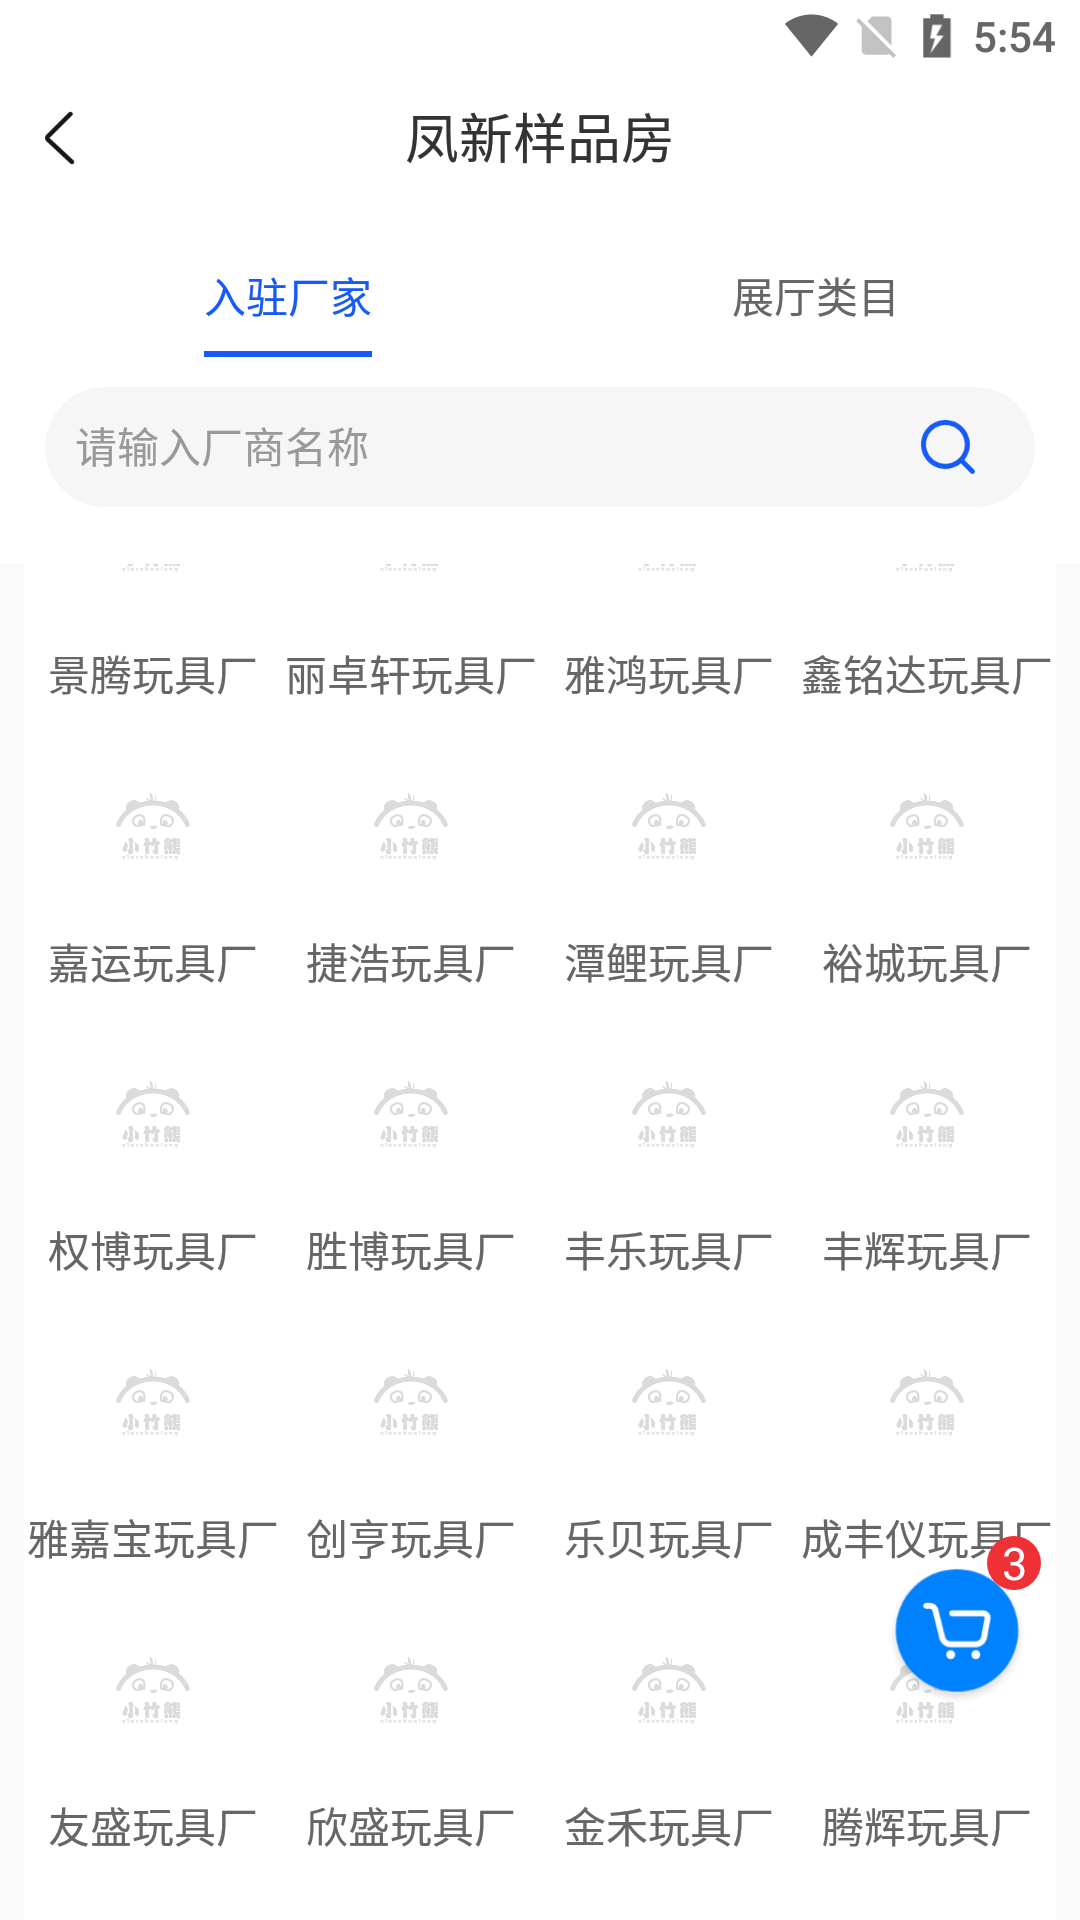 5:54
凤新样品房
入驻厂家 展厅类目
请输入厂商名称
景腾玩具厂 丽卓轩玩具厂 雅鸿玩具厂 鑫铭达玩具厂
小竹熊 小竹熊 小竹熊 小竹熊
嘉运玩具厂 捷浩玩具厂 潭鲤玩具厂 裕城玩具厂
小竹熊 小竹熊 小竹熊 小竹熊
权博玩具厂 胜博玩具厂 丰乐玩具厂 丰辉玩具厂
小竹熊 小竹熊 小竹熊 小竹熊
雅嘉宝玩具厂 创亨玩具厂 乐贝玩具厂 成丰仪玩具厂
3
小竹熊 小竹熊 小竹熊 小竹熊
友盛玩具厂 欣盛玩具厂 金禾玩具厂 腾辉玩具厂